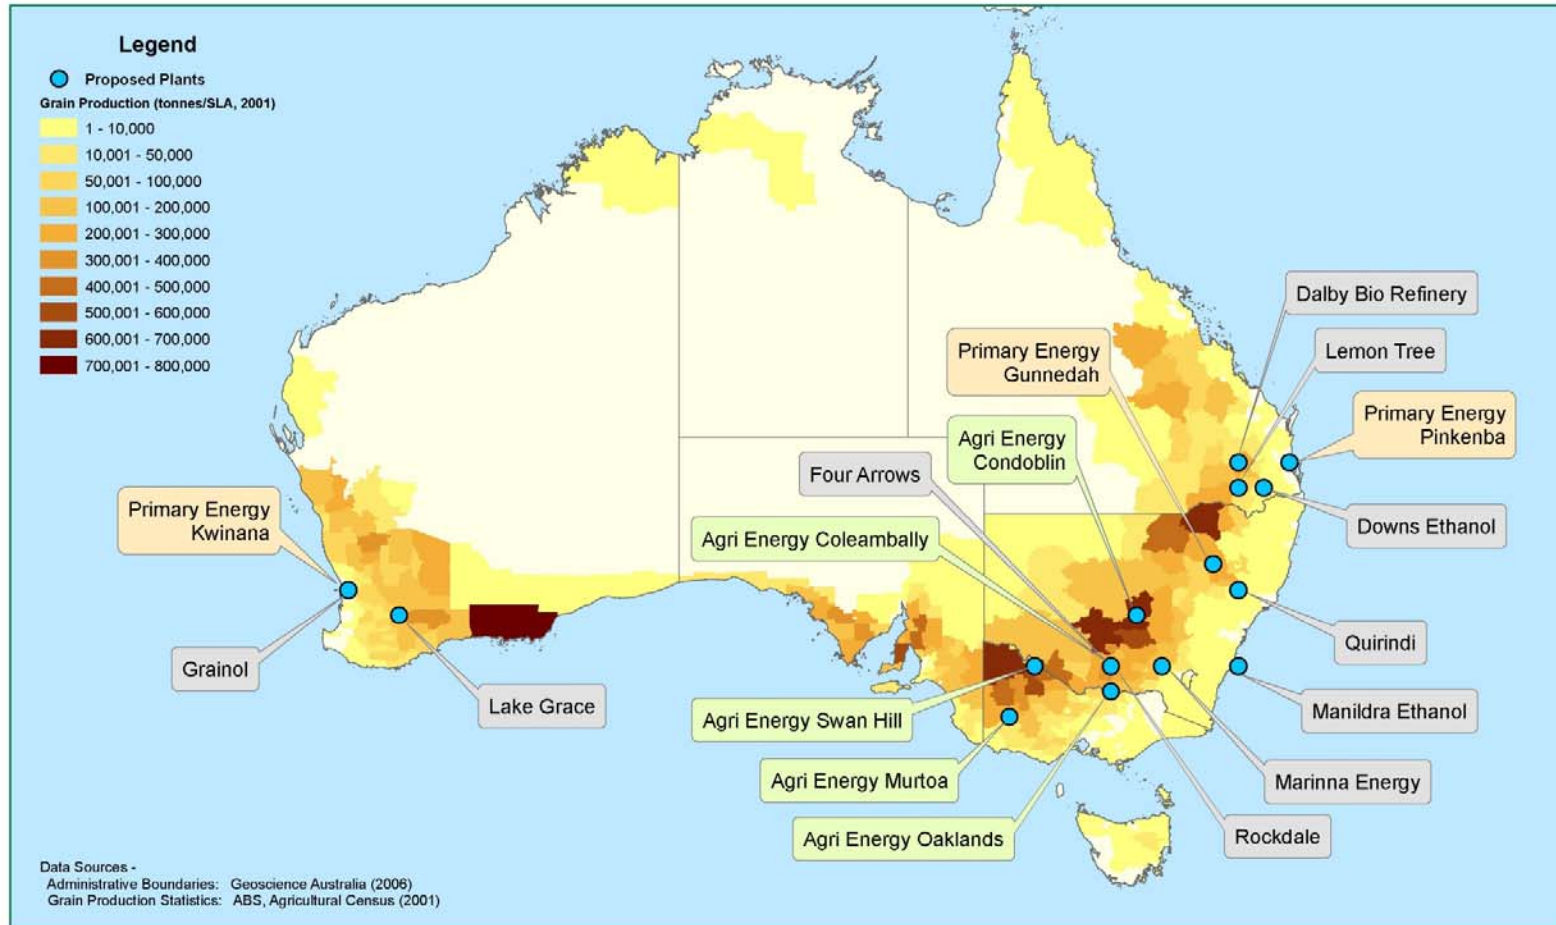 Legend
Proposed Plants
Grain Production (tonnes/SLA, 2001)
1 - 10,000
10,001 - 50,000
50,001 - 100,000
100,001 - 200,000
200,001 - 300,000
300,001 - 400,000
400,001 - 500,000
500,001 - 600,000
600,001 - 700,000
700,001 - 800,000
Dalby Bio Refinery
Lemon Tree
Primary Energy
Gunnedah
Primary Energy
Pinkenba
Agri Energy
Condoblin
Four Arrows
Primary Energy
Kwinana
Downs Ethanol
Agri Energy Coleambally
Quirindi
Grainol
Lake Grace
Agri Energy Swan Hill
Manildra Ethanol
Agri Energy Murtoa
Marinna Energy
Agri Energy Oaklands
Rockdale
Data Sources -
Administrative Boundaries: Geoscience Australia (2006)
Grain Production Statistics: ABS, Agricultural Census (2001)